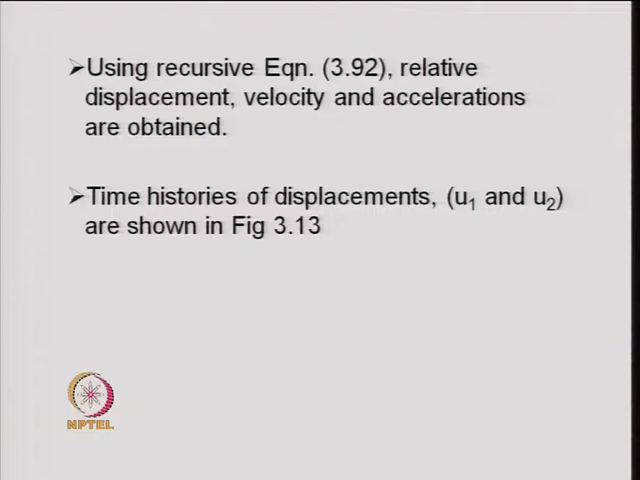 ➢Using recursive Eqn. (3.92), relative
displacement, velocity and accelerations
are obtained.
➢Time histories of displacements, (u₁ and u₂)
are shown in Fig 3.13
NPTEL